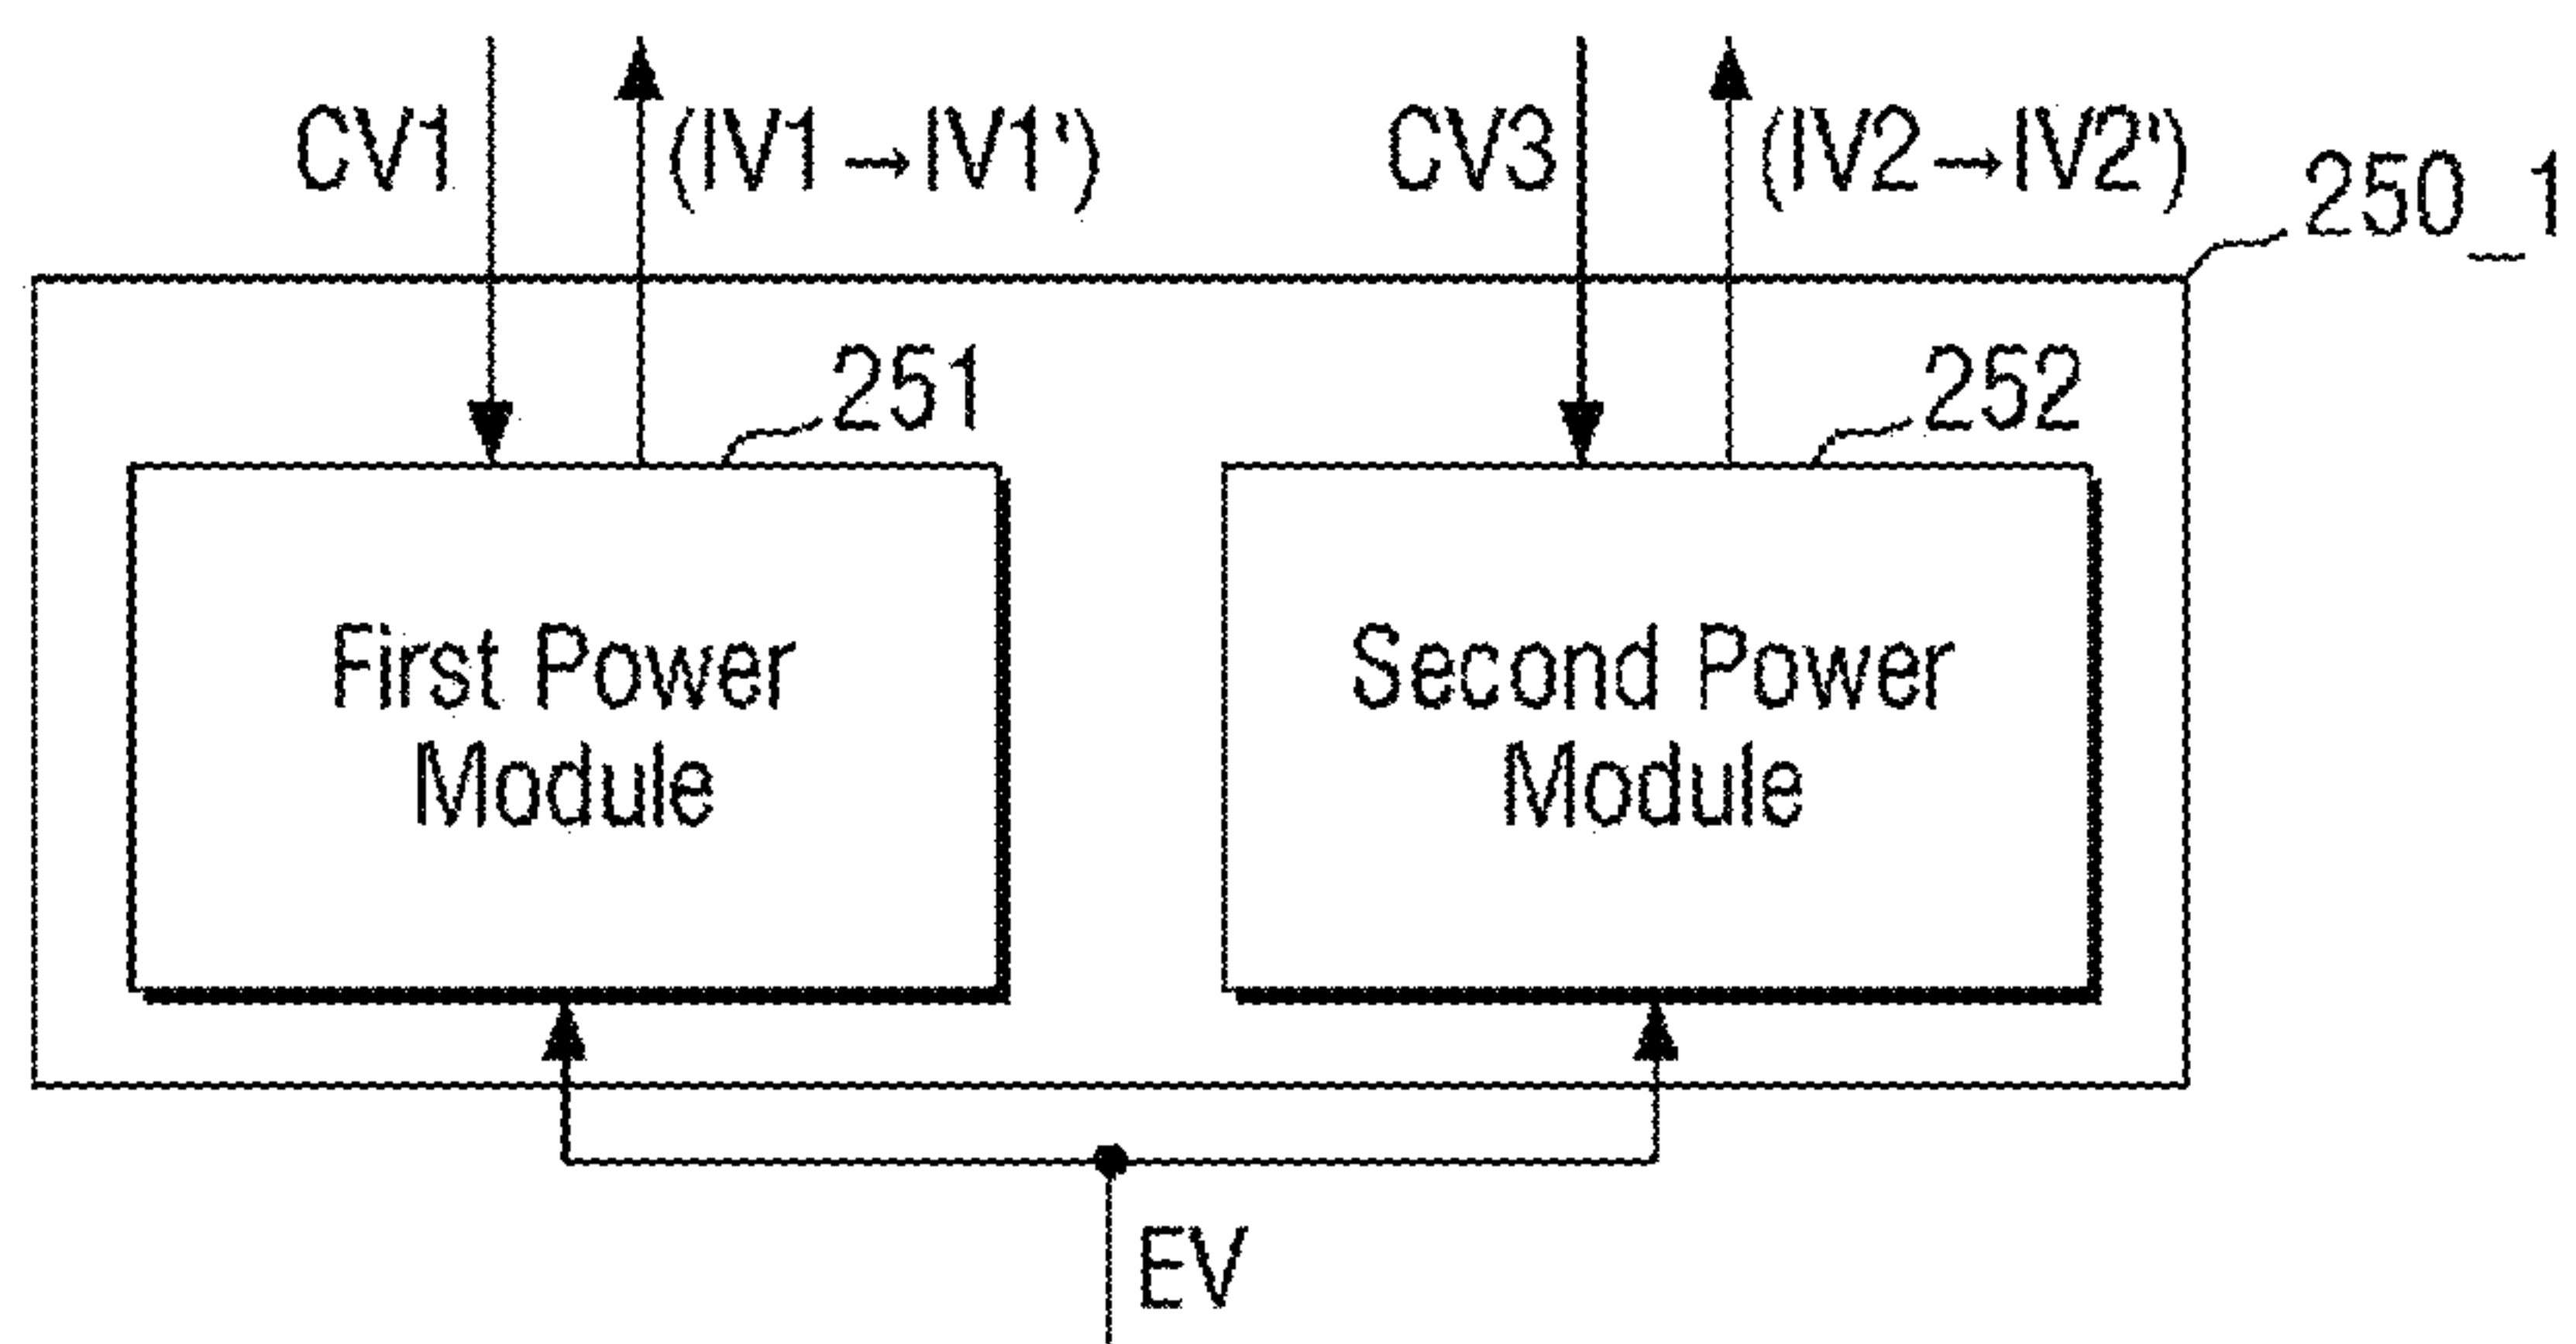 CV1
(IV1→IV1')
CV3
(IV2→IV2')
250_1
251
252
First Power
Module
Second Power
Module
EV